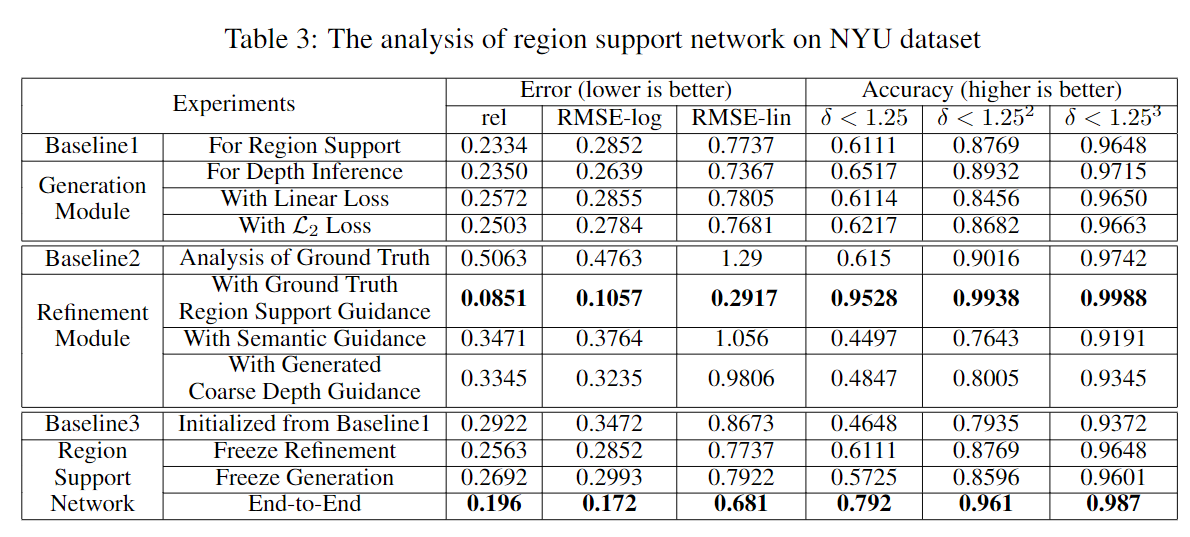 Table 3: The analysis of region support network on NYU dataset
Experiments Error (lower is better) Accuracy (higher is better)
rel RMSE-log RMSE-lin δ < 1.25 δ < 1.25² δ < 1.25³
Baseline1 For Region Support 0.2334 0.2852 0.7737 0.6111 0.8769 0.9648
Generation Module For Depth Inference 0.2350 0.2639 0.7367 0.6517 0.8932 0.9715
With Linear Loss 0.2572 0.2855 0.7805 0.6114 0.8456 0.9650
With ℒ₂ Loss 0.2503 0.2784 0.7681 0.6217 0.8682 0.9663
Baseline2 Analysis of Ground Truth 0.5063 0.4763 1.29 0.615 0.9016 0.9742
Refinement Module With Ground Truth Region Support Guidance 0.0851 0.1057 0.2917 0.9528 0.9938 0.9988
With Semantic Guidance 0.3471 0.3764 1.056 0.4497 0.7643 0.9191
With Generated Coarse Depth Guidance 0.3345 0.3235 0.9806 0.4847 0.8005 0.9345
Baseline3 Initialized from Baseline1 0.2922 0.3472 0.8673 0.4648 0.7935 0.9372
Region Support Network Freeze Refinement 0.2563 0.2852 0.7737 0.6111 0.8769 0.9648
Freeze Generation 0.2692 0.2993 0.7922 0.5725 0.8596 0.9601
End-to-End 0.196 0.172 0.681 0.792 0.961 0.987